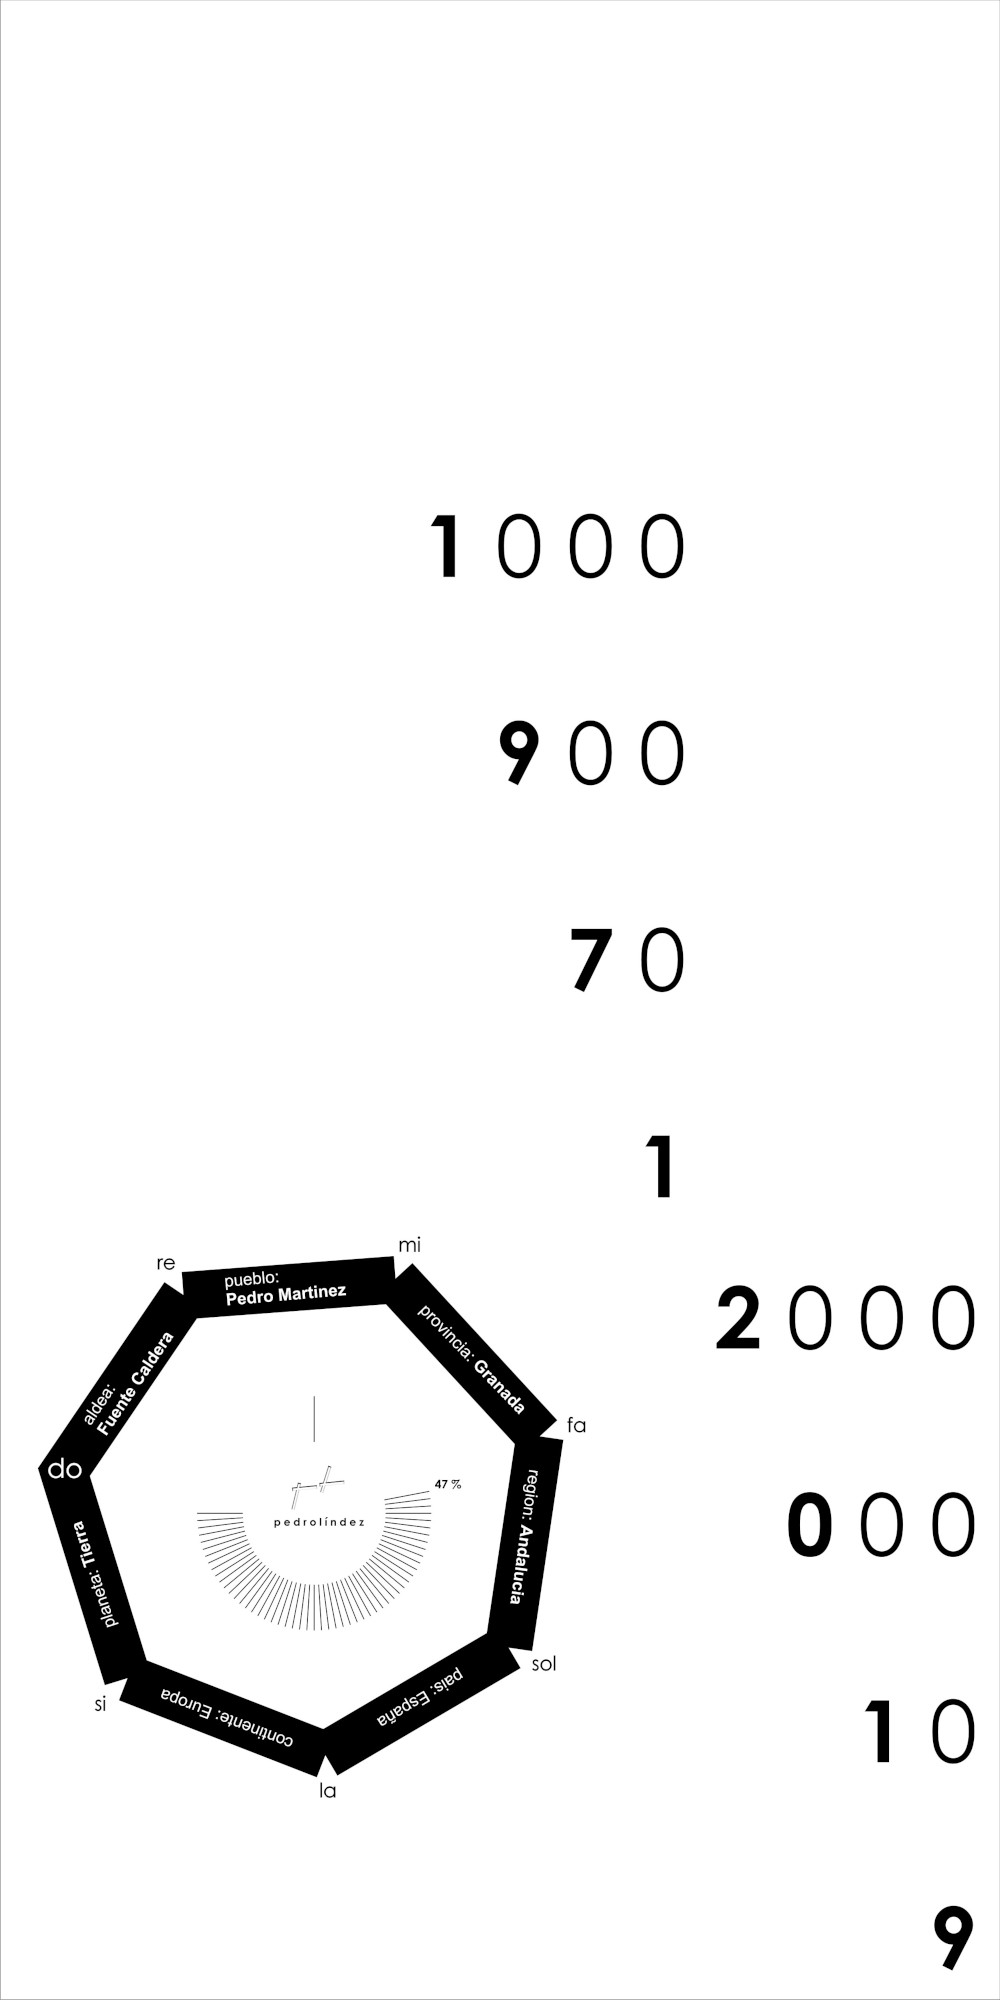 1 0 0 0
9 0 0
7 0
1
2 0 0 0
0 0 0
1 0
9
do
re
mi
fa
sol
la
si
aldea:
Fuente Caldera
pueblo:
Pedro Martinez
provincia: Granada
region: Andalucia
pais: España
continente: Europa
planeta: Tierra
47 %
pedrolíndez